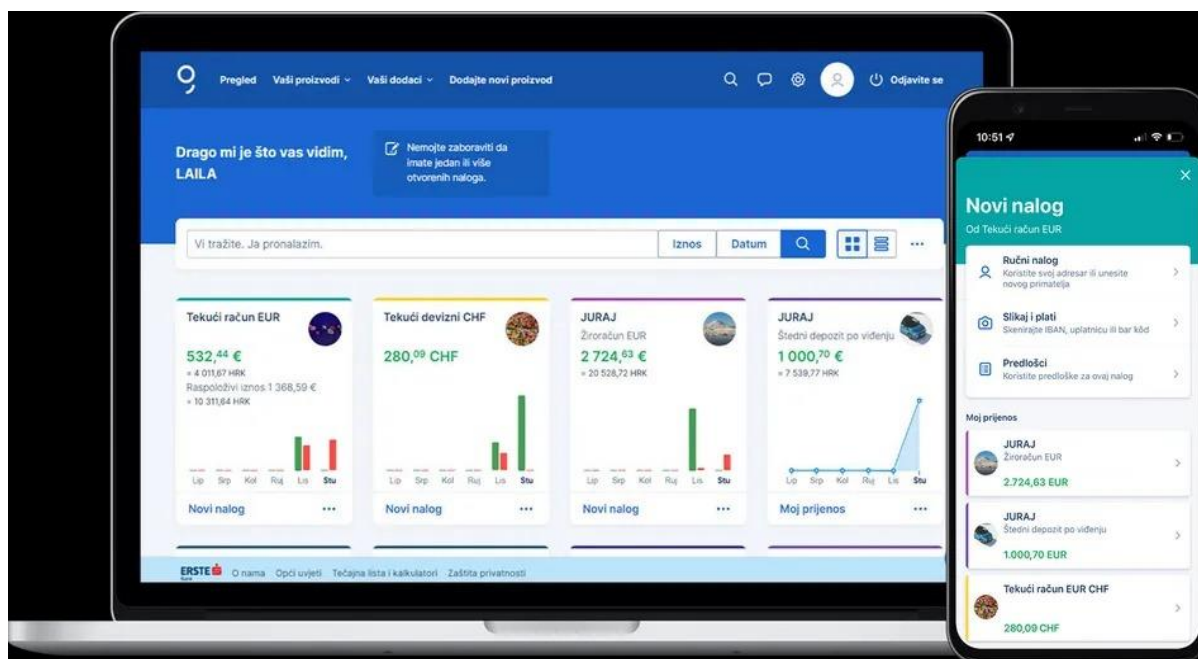 Pregled Vaši proizvodi Vaši dodaci Dodajte novi proizvod Odjavite se
Drago mi je što vas vidim,
LAILA
Nemojte zaboraviti da
imate jedan ili više
otvorenih naloga.
Vi tražite. Ja pronalazim.
Iznos Datum
Tekući račun EUR
532,44 €
≈ 4 011,67 HRK
Raspoloživi iznos 1 368,59 €
≈ 10 311,64 HRK
Lip Srp Kol Ruj Lis Stu
Novi nalog
Tekući devizni CHF
280,09 CHF
Lip Srp Kol Ruj Lis Stu
Novi nalog
JURAJ
Žiroračun EUR
2 724,63 €
≈ 20 528,72 HRK
Lip Srp Kol Ruj Lis Stu
Novi nalog
JURAJ
Štedni depozit po viđenju
1 000,70 €
≈ 7 539,77 HRK
Lip Srp Kol Ruj Lis Stu
Moj prijenos
ERSTE
Bank
O nama Opći uvjeti Tečajna lista i kalkulatori Zaštita privatnosti
10:51
Novi nalog
Od Tekući račun EUR
Ručni nalog
Koristite svoj adresar ili unesite
novog primatelja
Slikaj i plati
Skenirajte IBAN, uplatnicu ili bar kôd
Predlošci
Koristite predloške za ovaj nalog
Moj prijenos
JURAJ
Žiroračun EUR
2.724,63 EUR
JURAJ
Štedni depozit po viđenju
1.000,70 EUR
Tekući račun EUR CHF
280,09 CHF